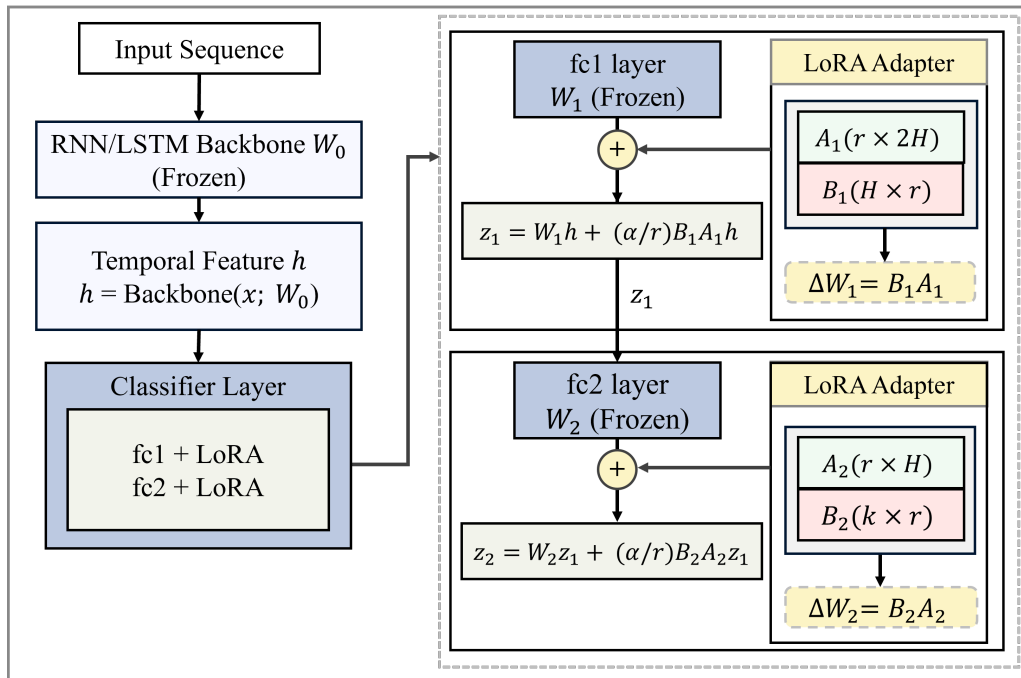 Input Sequence
RNN/LSTM Backbone W₀
(Frozen)
Temporal Feature h
h = Backbone(x; W₀)
Classifier Layer
fc1 + LoRA
fc2 + LoRA
fc1 layer
W₁ (Frozen)
+
z₁ = W₁h + (α/r)B₁A₁h
z₁
LoRA Adapter
A₁(r × 2H)
B₁(H × r)
ΔW₁= B₁A₁
fc2 layer
W₂ (Frozen)
+
z₂ = W₂z₁ + (α/r)B₂A₂z₁
LoRA Adapter
A₂(r × H)
B₂(k × r)
ΔW₂= B₂A₂